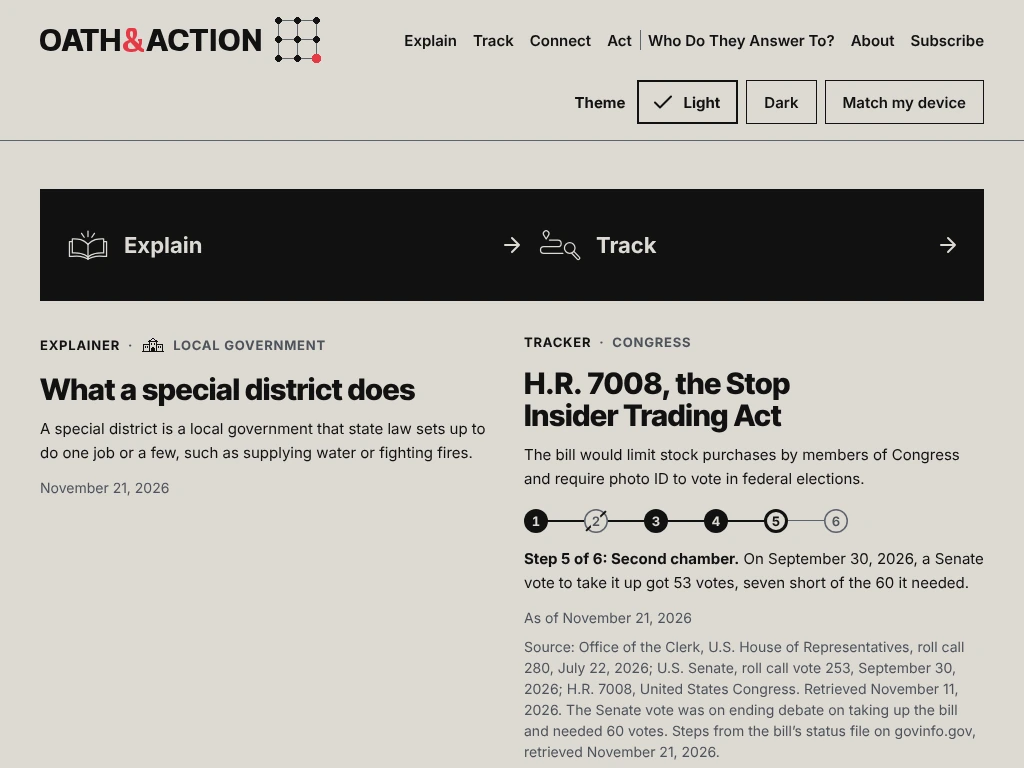 OATH&ACTION
Explain Track Connect Act Who Do They Answer To? About Subscribe
Theme Light Dark Match my device
Explain
Track
EXPLAINER · LOCAL GOVERNMENT
What a special district does
A special district is a local government that state law sets up to
do one job or a few, such as supplying water or fighting fires.
November 21, 2026
TRACKER · CONGRESS
H.R. 7008, the Stop
Insider Trading Act
The bill would limit stock purchases by members of Congress
and require photo ID to vote in federal elections.
1 2 3 4 5 6
Step 5 of 6: Second chamber. On September 30, 2026, a Senate
vote to take it up got 53 votes, seven short of the 60 it needed.
As of November 21, 2026
Source: Office of the Clerk, U.S. House of Representatives, roll call
280, July 22, 2026; U.S. Senate, roll call vote 253, September 30,
2026; H.R. 7008, United States Congress. Retrieved November 11,
2026. The Senate vote was on ending debate on taking up the bill
and needed 60 votes. Steps from the bill’s status file on govinfo.gov,
retrieved November 21, 2026.